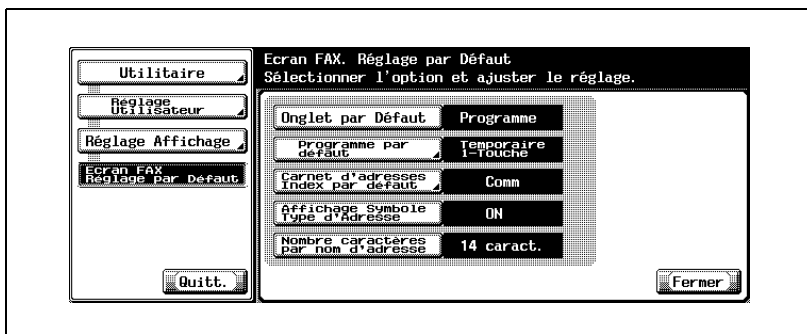 Utilitaire
Réglage
Utilisateur
Réglage Affichage
Ecran FAX
Réglage par Défaut
Quitt.
Ecran FAX. Réglage par Défaut
Sélectionner l'option et ajuster le réglage.
Onglet par Défaut Programme
Programme par
défaut
Temporaire
1-Touche
Carnet d'adresses
Index par défaut
Comm
Affichage Symbole
Type d'Adresse
ON
Nombre caractères
par nom d'adresse
14 caract.
Fermer